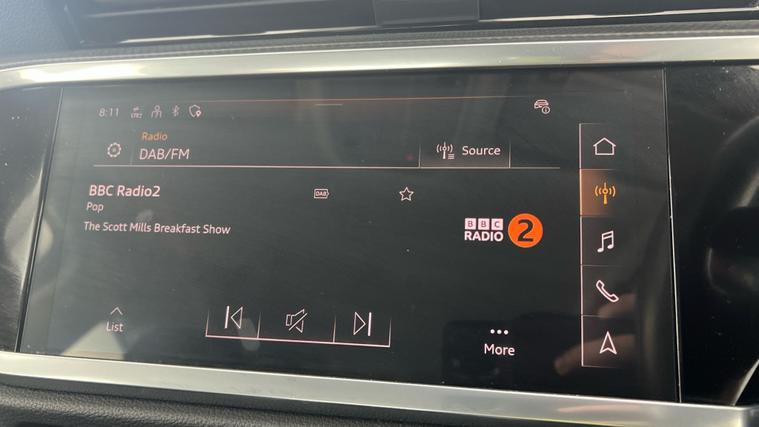 8:11 LTE
Radio
DAB/FM
Source
BBC Radio2
DAB
Pop
The Scott Mills Breakfast Show
BBC
RADIO 2
List
More